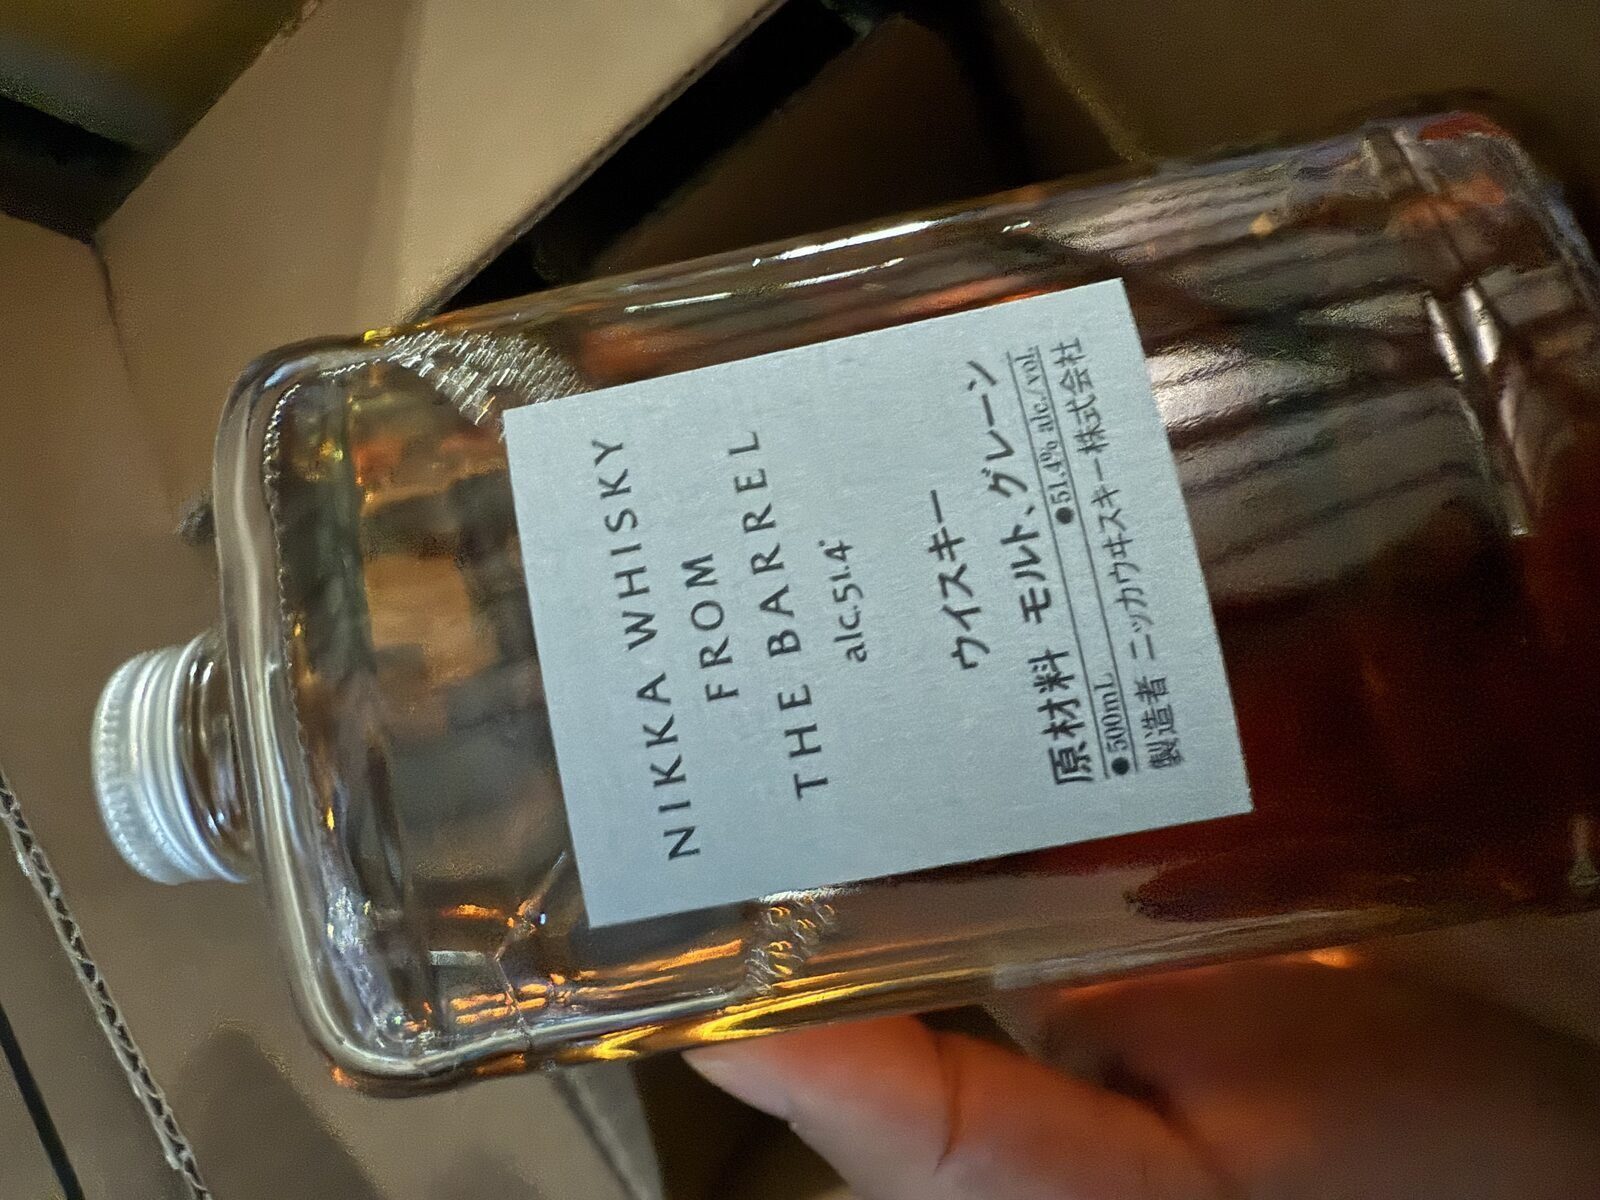 NIKKA WHISKY
FROM
THE BARREL
alc.51.4°
ウイスキー
原材料 モルト、グレーン
●500mL ●51.4% alc./vol.
製造者 ニッカウヰスキー株式会社